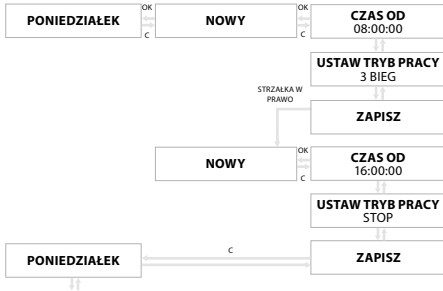 PONIEDZIAŁEK
OK
C
NOWY
OK
C
CZAS OD
08:00:00
USTAW TRYB PRACY
3 BIEG
STRZAŁKA W
PRAWO
ZAPISZ
NOWY
OK
C
CZAS OD
16:00:00
USTAW TRYB PRACY
STOP
PONIEDZIAŁEK
C
ZAPISZ